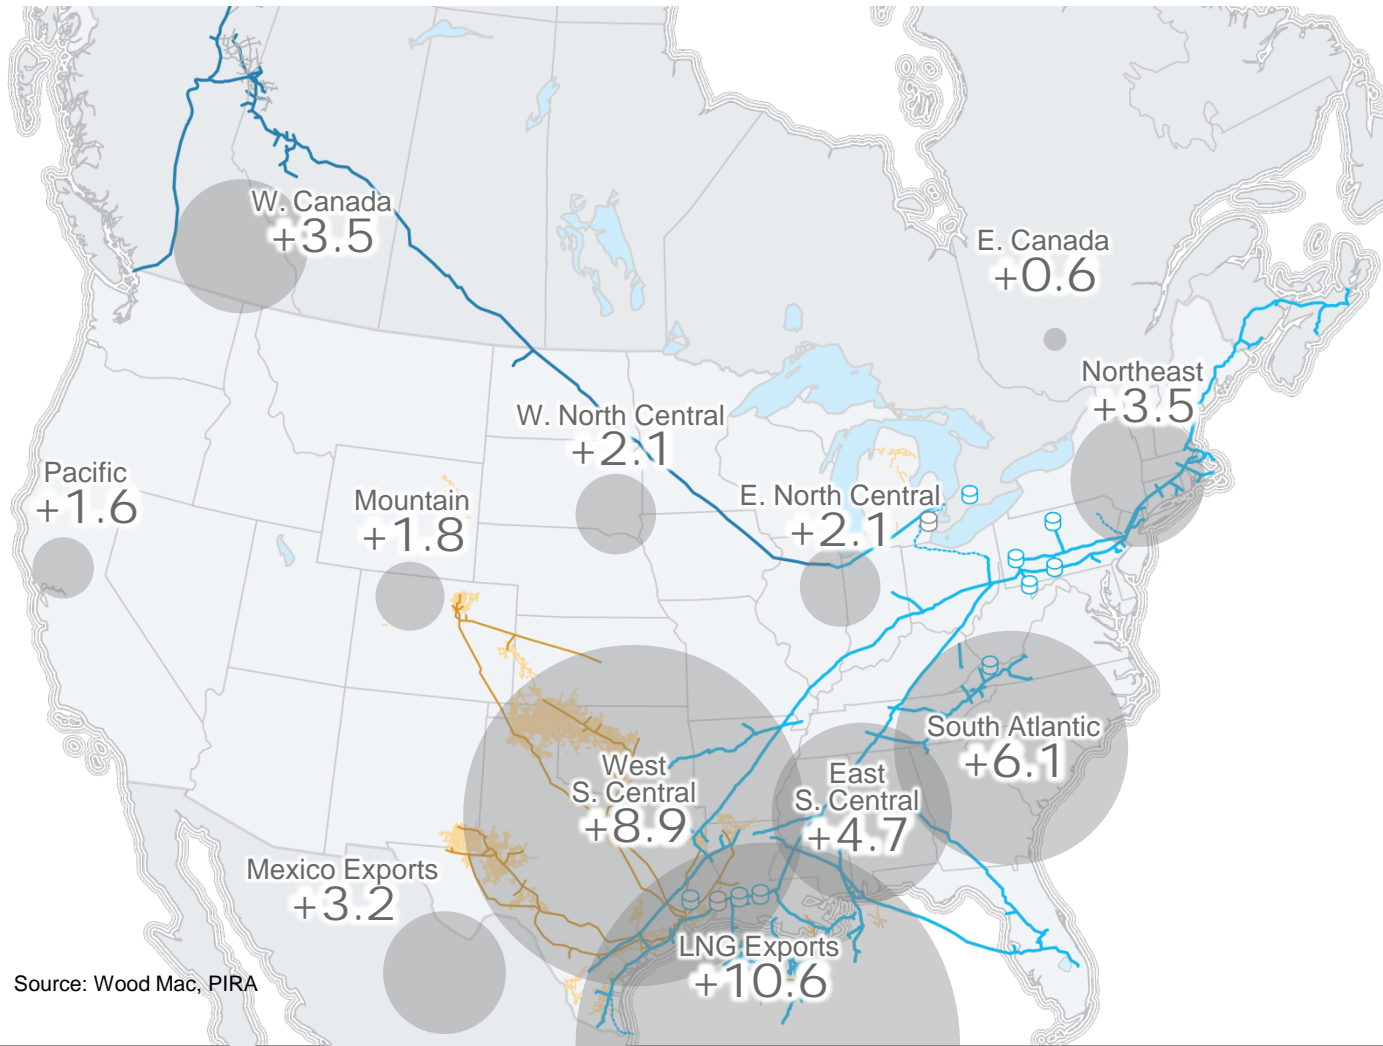 W. Canada
+3.5
E. Canada
+0.6
Northeast
+3.5
W. North Central
+2.1
Pacific
+1.6
Mountain
+1.8
E. North Central
+2.1
South Atlantic
+6.1
West
S. Central
+8.9
East
S. Central
+4.7
Mexico Exports
+3.2
LNG Exports
+10.6
Source: Wood Mac, PIRA